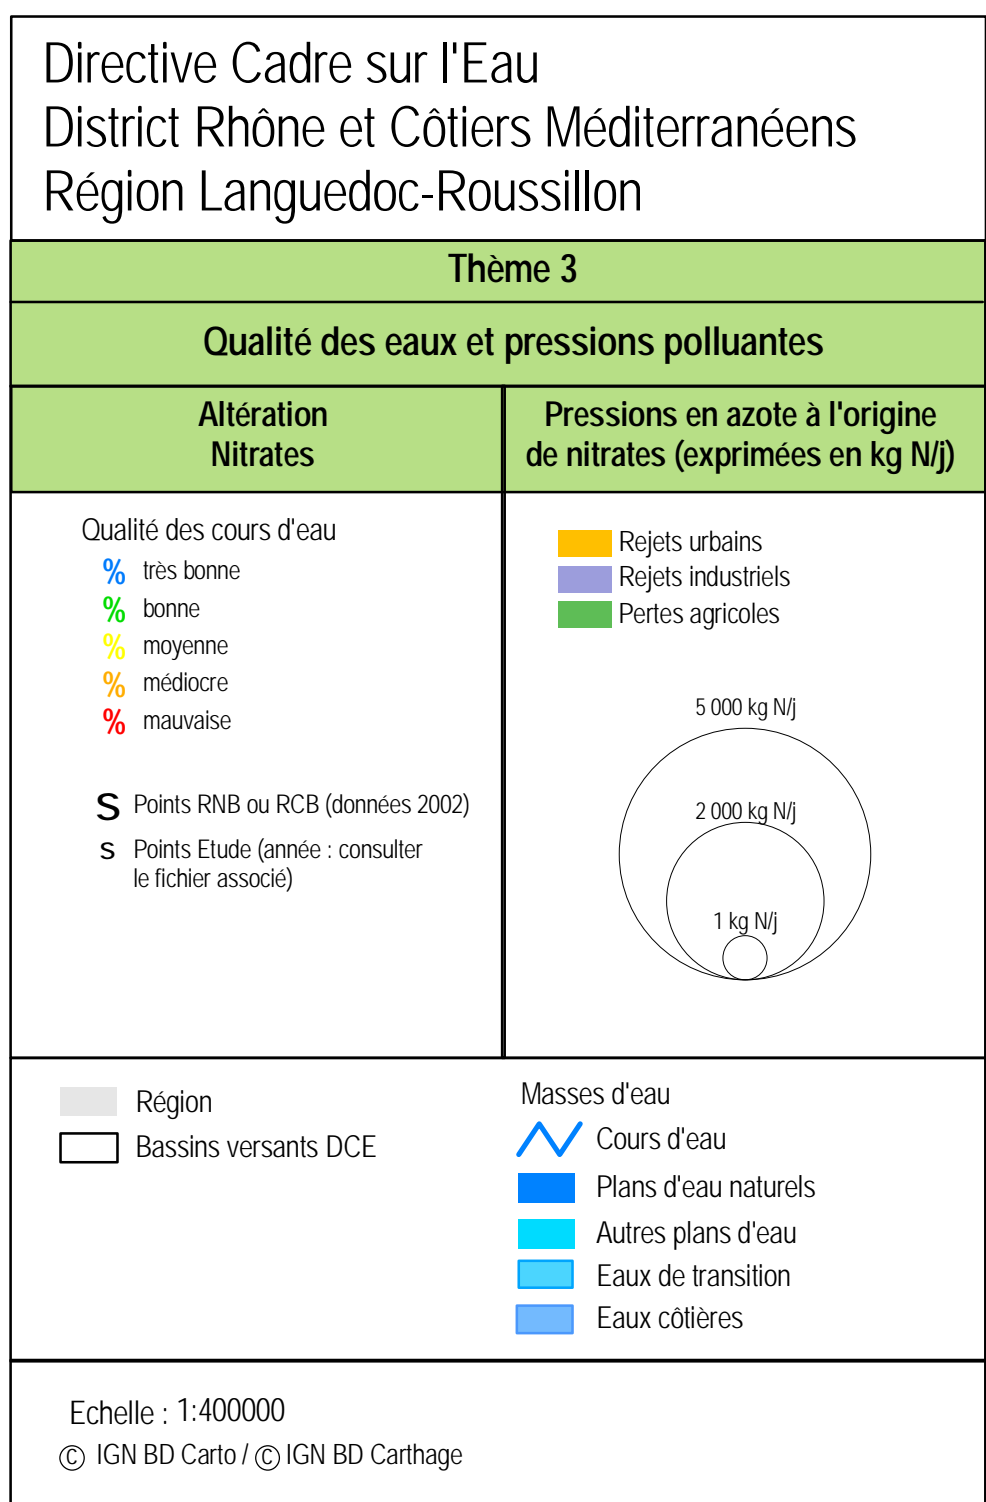 Directive Cadre sur l'Eau
District Rhône et Côtiers Méditerranéens
Région Languedoc-Roussillon
Thème 3
Qualité des eaux et pressions polluantes
Altération
Nitrates
Pressions en azote à l'origine
de nitrates (exprimées en kg N/j)
Qualité des cours d'eau
% très bonne
% bonne
% moyenne
% médiocre
% mauvaise
S Points RNB ou RCB (données 2002)
s Points Etude (année : consulter
le fichier associé)
Rejets urbains
Rejets industriels
Pertes agricoles
5 000 kg N/j
2 000 kg N/j
1 kg N/j
Région
Bassins versants DCE
Masses d'eau
Cours d'eau
Plans d'eau naturels
Autres plans d'eau
Eaux de transition
Eaux côtières
Echelle : 1:400000
© IGN BD Carto / © IGN BD Carthage